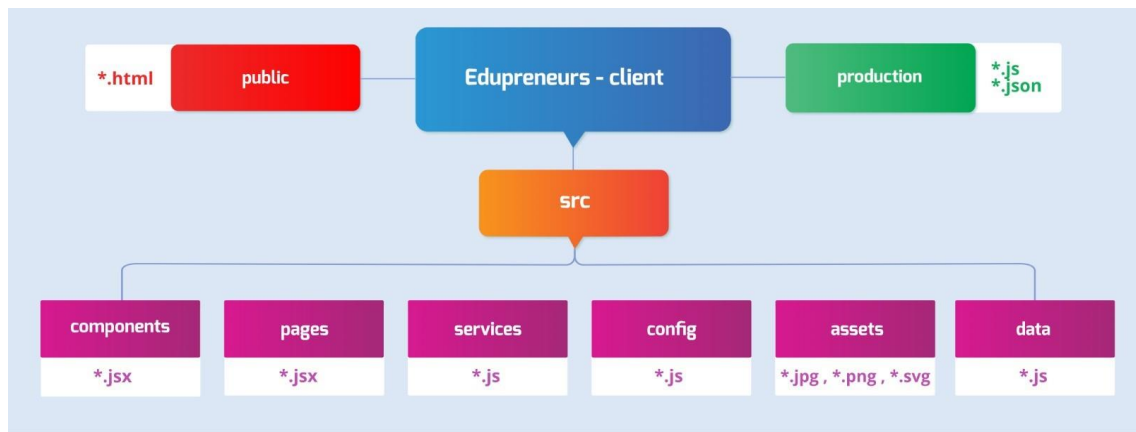 *.html
public
Edupreneurs - client
production
*.js
*.json
src
components
pages
services
config
assets
data
*.jsx
*.jsx
*.js
*.js
*.jpg , *.png , *.svg
*.js